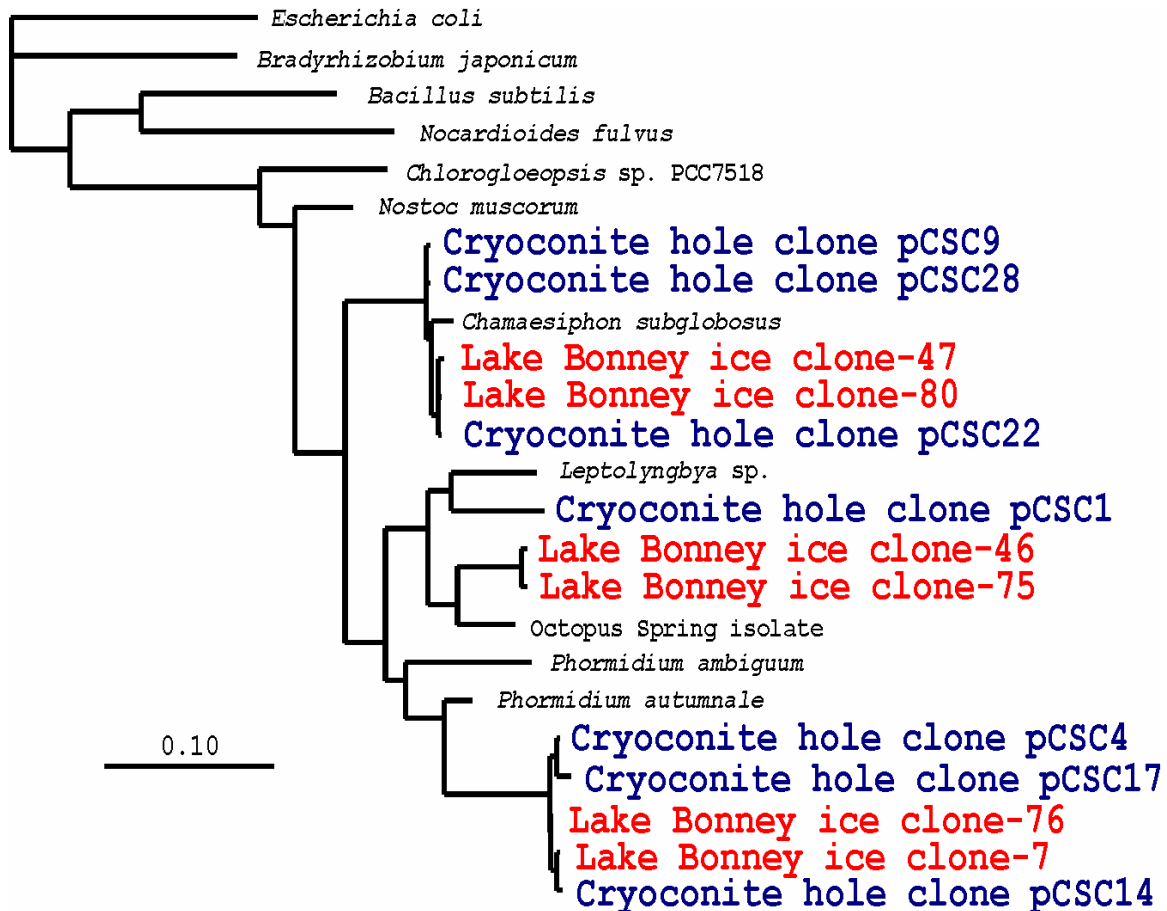 Escherichia coli
Bradyrhizobium japonicum
Bacillus subtilis
Nocardioides fulvus
Chlorogloeopsis sp. PCC7518
Nostoc muscorum
Cryoconite hole clone pCSC9
Cryoconite hole clone pCSC28
Chamaesiphon subglobosus
Lake Bonney ice clone-47
Lake Bonney ice clone-80
Cryoconite hole clone pCSC22
Leptolyngbya sp.
Cryoconite hole clone pCSC1
Lake Bonney ice clone-46
Lake Bonney ice clone-75
Octopus Spring isolate
Phormidium ambiguum
Phormidium autumnale
Cryoconite hole clone pCSC4
0.10
Cryoconite hole clone pCSC17
Lake Bonney ice clone-76
Lake Bonney ice clone-7
Cryoconite hole clone pCSC14